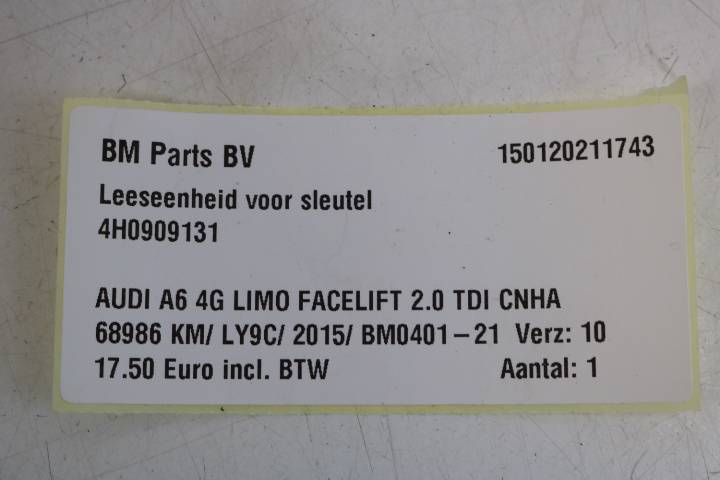 BM Parts BV 150120211743
Leeseenheid voor sleutel
4H0909131
AUDI A6 4G LIMO FACELIFT 2.0 TDI CNHA
68986 KM/ LY9C/ 2015/ BM0401-21 Verz: 10
17.50 Euro incl. BTW Aantal: 1